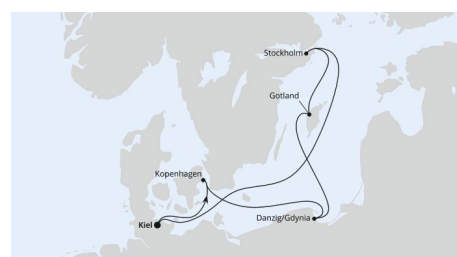 Stockholm
Gotland
Kopenhagen
Danzig/Gdynia
Kiel